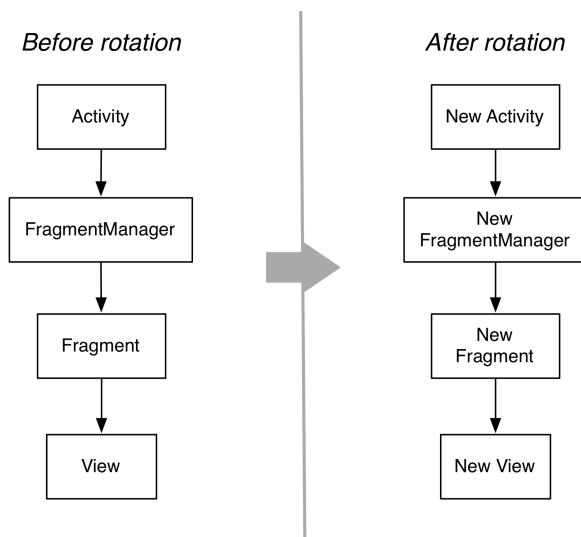 Before rotation
Activity
FragmentManager
Fragment
View
After rotation
New Activity
New
FragmentManager
New
Fragment
New View